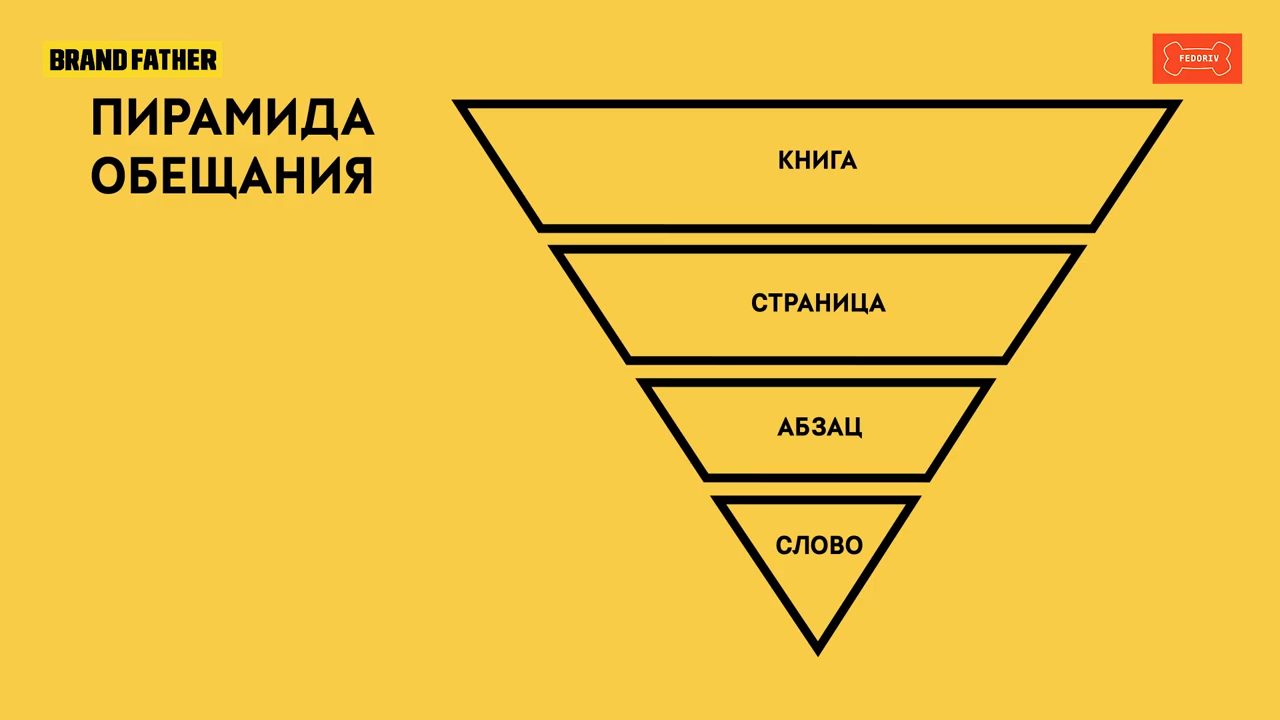 BRAND FATHER
FEDORIV
ПИРАМИДА
ОБЕЩАНИЯ
КНИГА
СТРАНИЦА
АБЗАЦ
СЛОВО